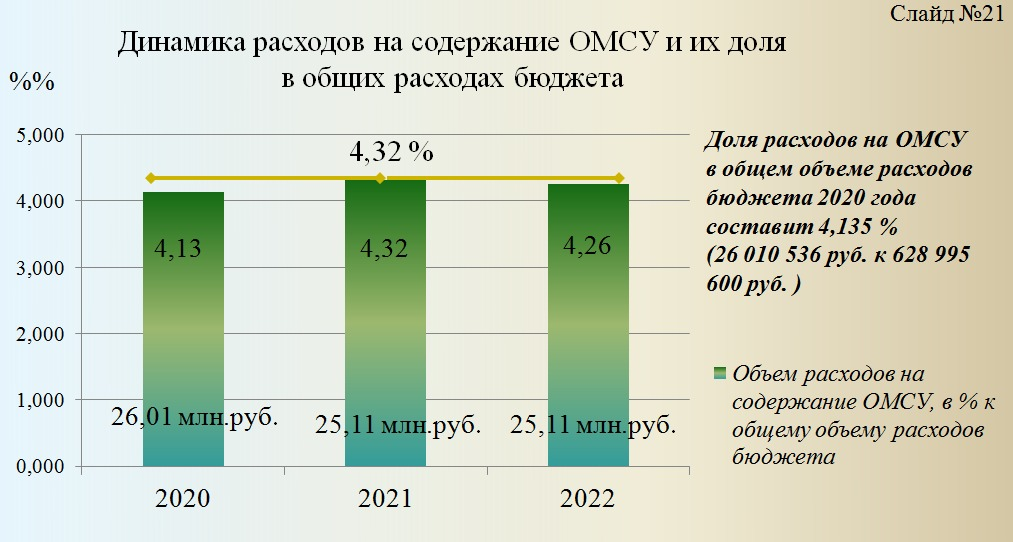 Слайд №21
Динамика расходов на содержание ОМСУ и их доля
в общих расходах бюджета
%%
5,000
4,000
3,000
2,000
1,000
0,000
4,32 %
4,13
4,32
4,26
26,01 млн.руб.
25,11 млн.руб.
25,11 млн.руб.
2020
2021
2022
Доля расходов на ОМСУ
в общем объеме расходов
бюджета 2020 года
составит 4,135 %
(26 010 536 руб. к 628 995
600 руб. )
Объем расходов на
содержание ОМСУ, в % к
общему объему расходов
бюджета